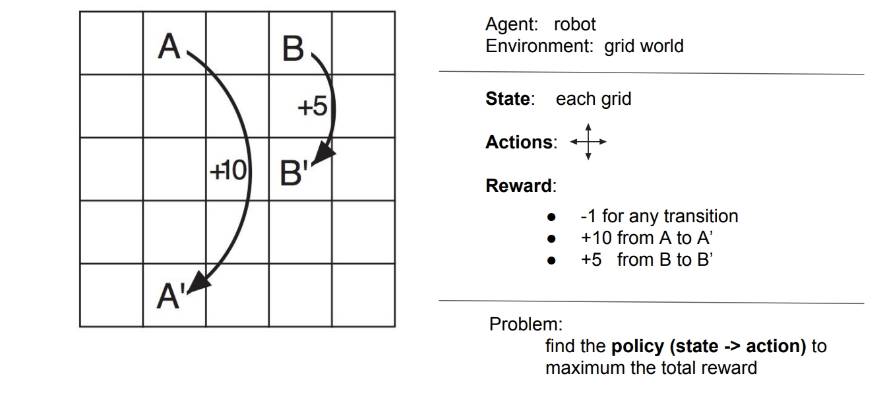 A
B
+5
+10
B'
A'
Agent: robot
Environment: grid world
State: each grid
Actions:
Reward:
● -1 for any transition
● +10 from A to A’
● +5 from B to B’
Problem:
find the policy (state -> action) to
maximum the total reward